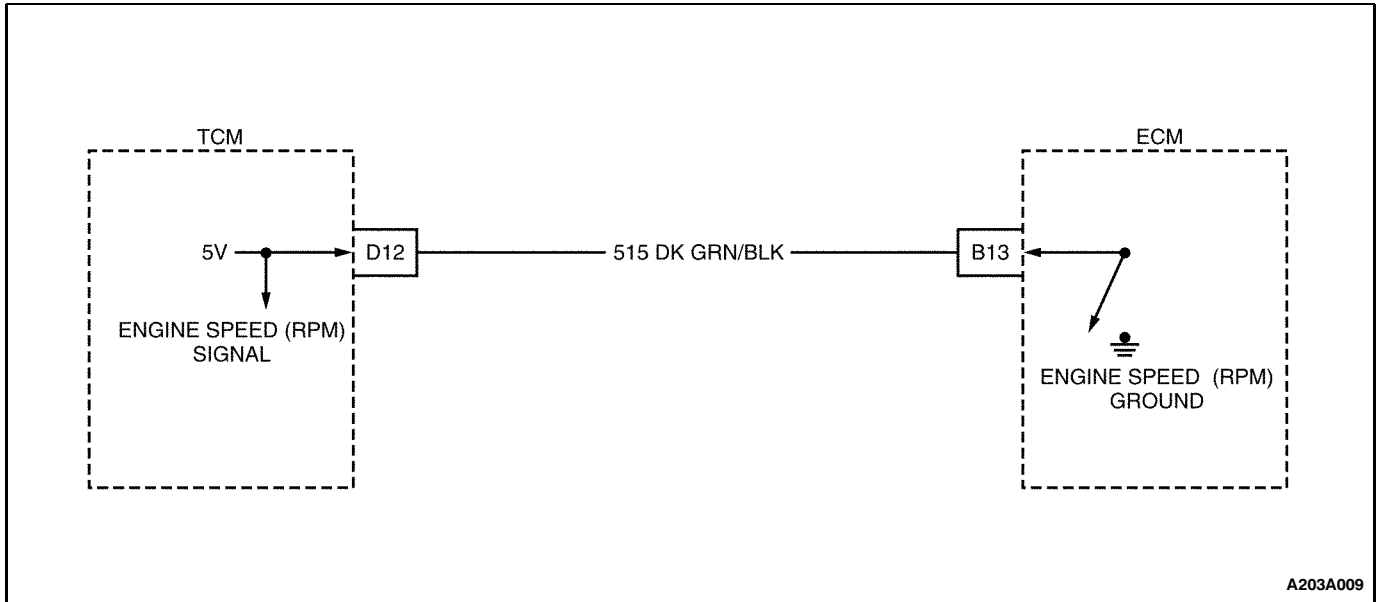 TCM
ECM
5V
D12
515 DK GRN/BLK
B13
ENGINE SPEED (RPM)
SIGNAL
ENGINE SPEED (RPM)
GROUND
A203A009